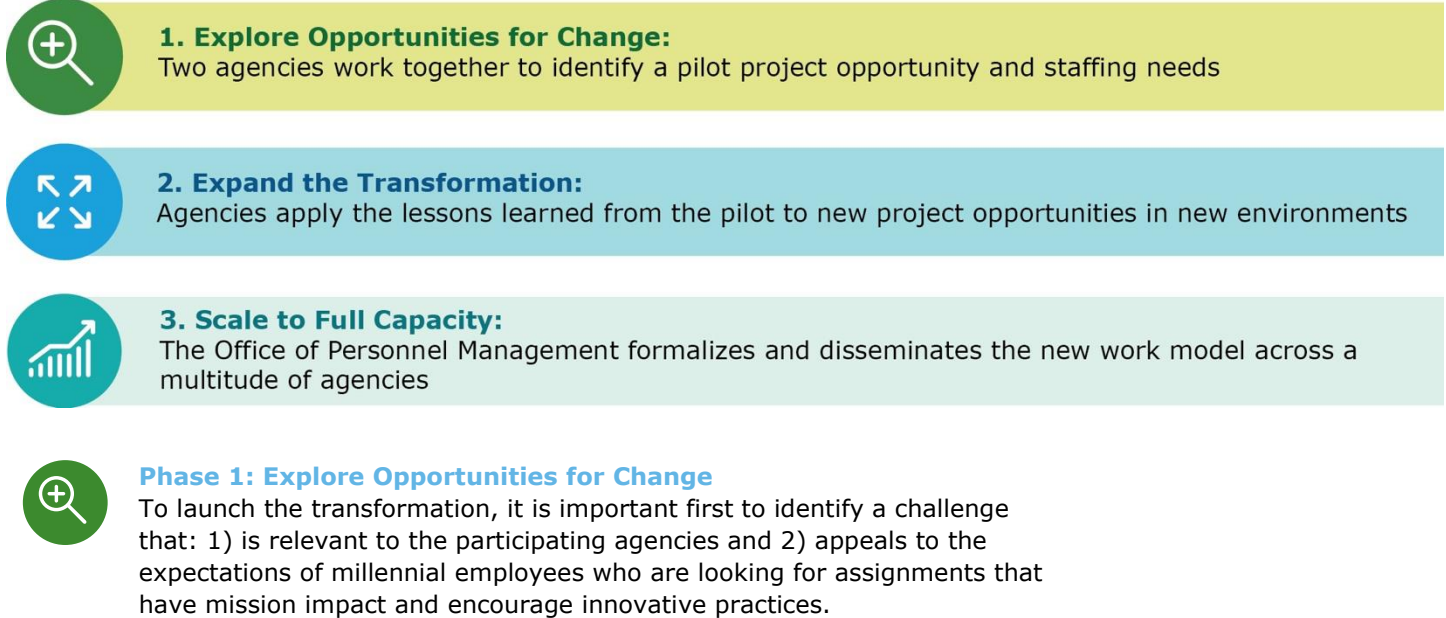 1. Explore Opportunities for Change:
Two agencies work together to identify a pilot project opportunity and staffing needs
2. Expand the Transformation:
Agencies apply the lessons learned from the pilot to new project opportunities in new environments
3. Scale to Full Capacity:
The Office of Personnel Management formalizes and disseminates the new work model across a
multitude of agencies
Phase 1: Explore Opportunities for Change
To launch the transformation, it is important first to identify a challenge
that: 1) is relevant to the participating agencies and 2) appeals to the
expectations of millennial employees who are looking for assignments that
have mission impact and encourage innovative practices.